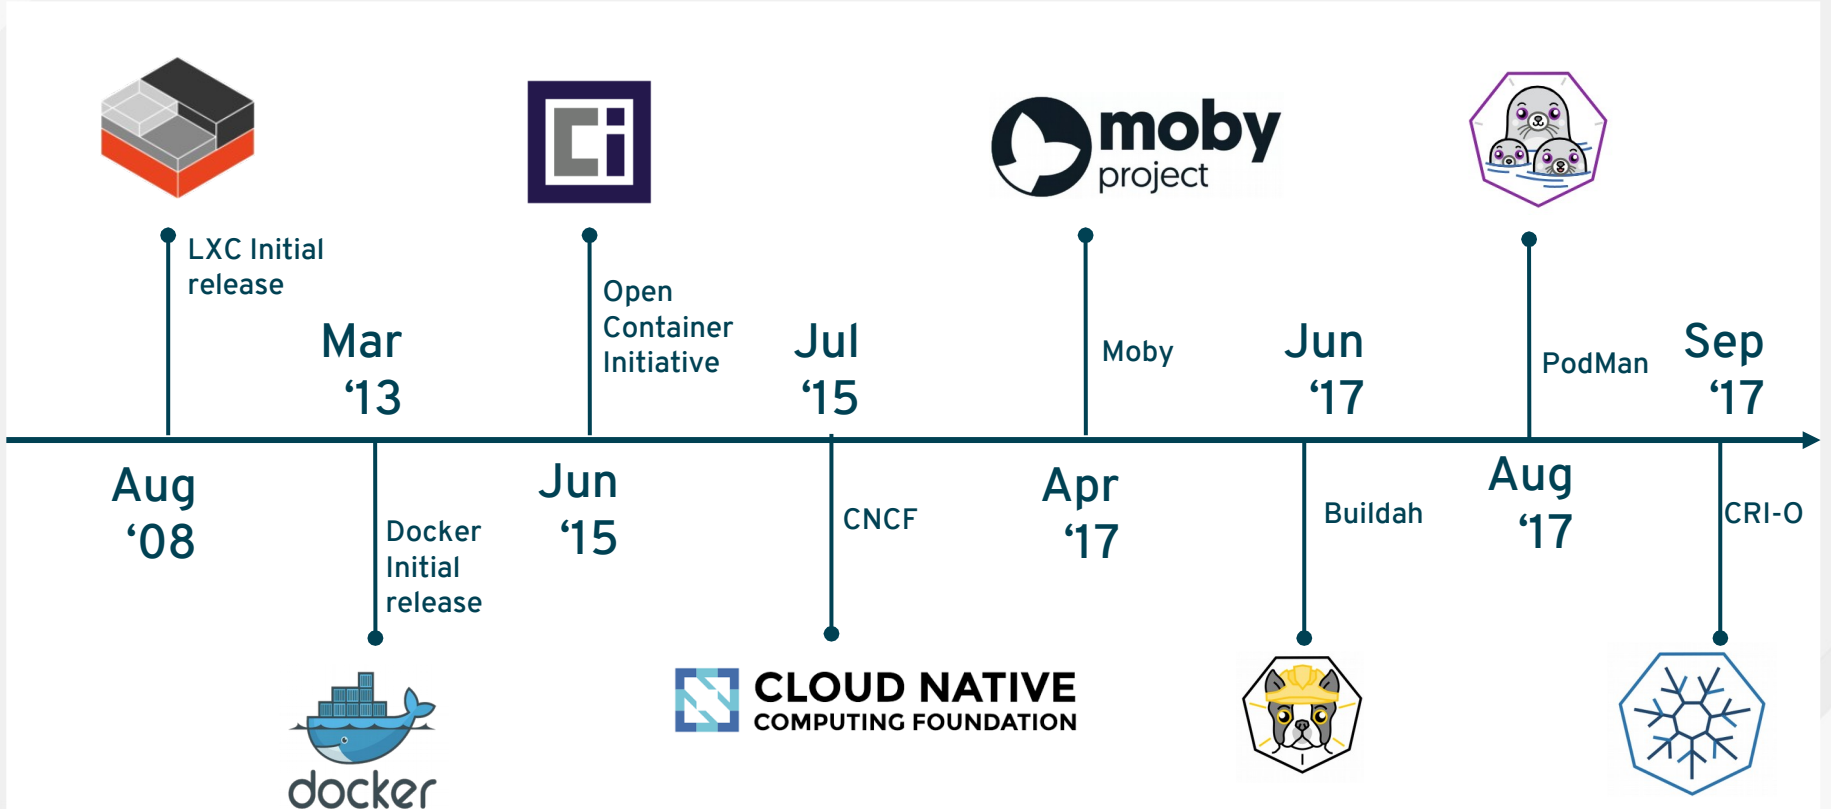 Ci
moby
project
LXC Initial
release
Open
Container
Initiative
Mar
‘13
Jul
‘15
Moby
Jun
‘17
PodMan
Sep
‘17
Aug
‘08
Docker
Initial
release
Jun
‘15
CNCF
Apr
‘17
Buildah
Aug
‘17
CRI-O
docker
CLOUD NATIVE
COMPUTING FOUNDATION